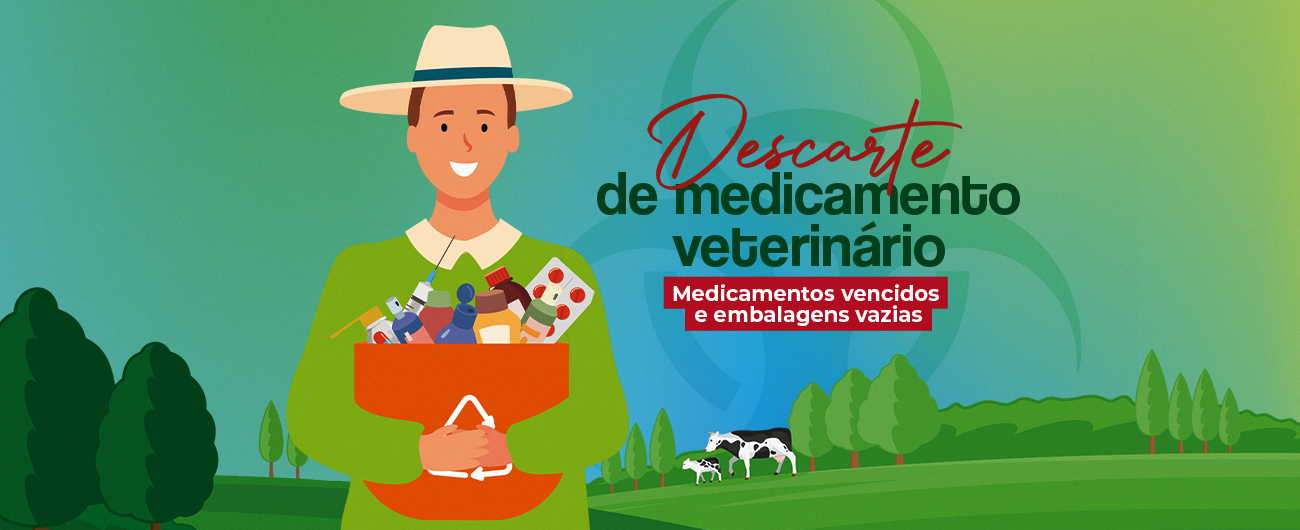 Descarte
de medicamento
veterinário
Medicamentos vencidos
e embalagens vazias